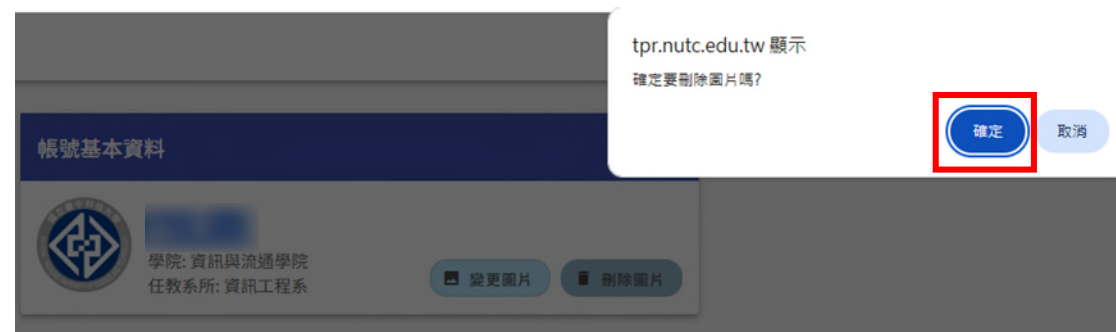 tpr.nutc.edu.tw 顯示
確定要刪除圖片嗎?
確定
取消
帳號基本資料
學院: 資訊與流通學院
任教系所: 資訊工程系
變更圖片
刪除圖片